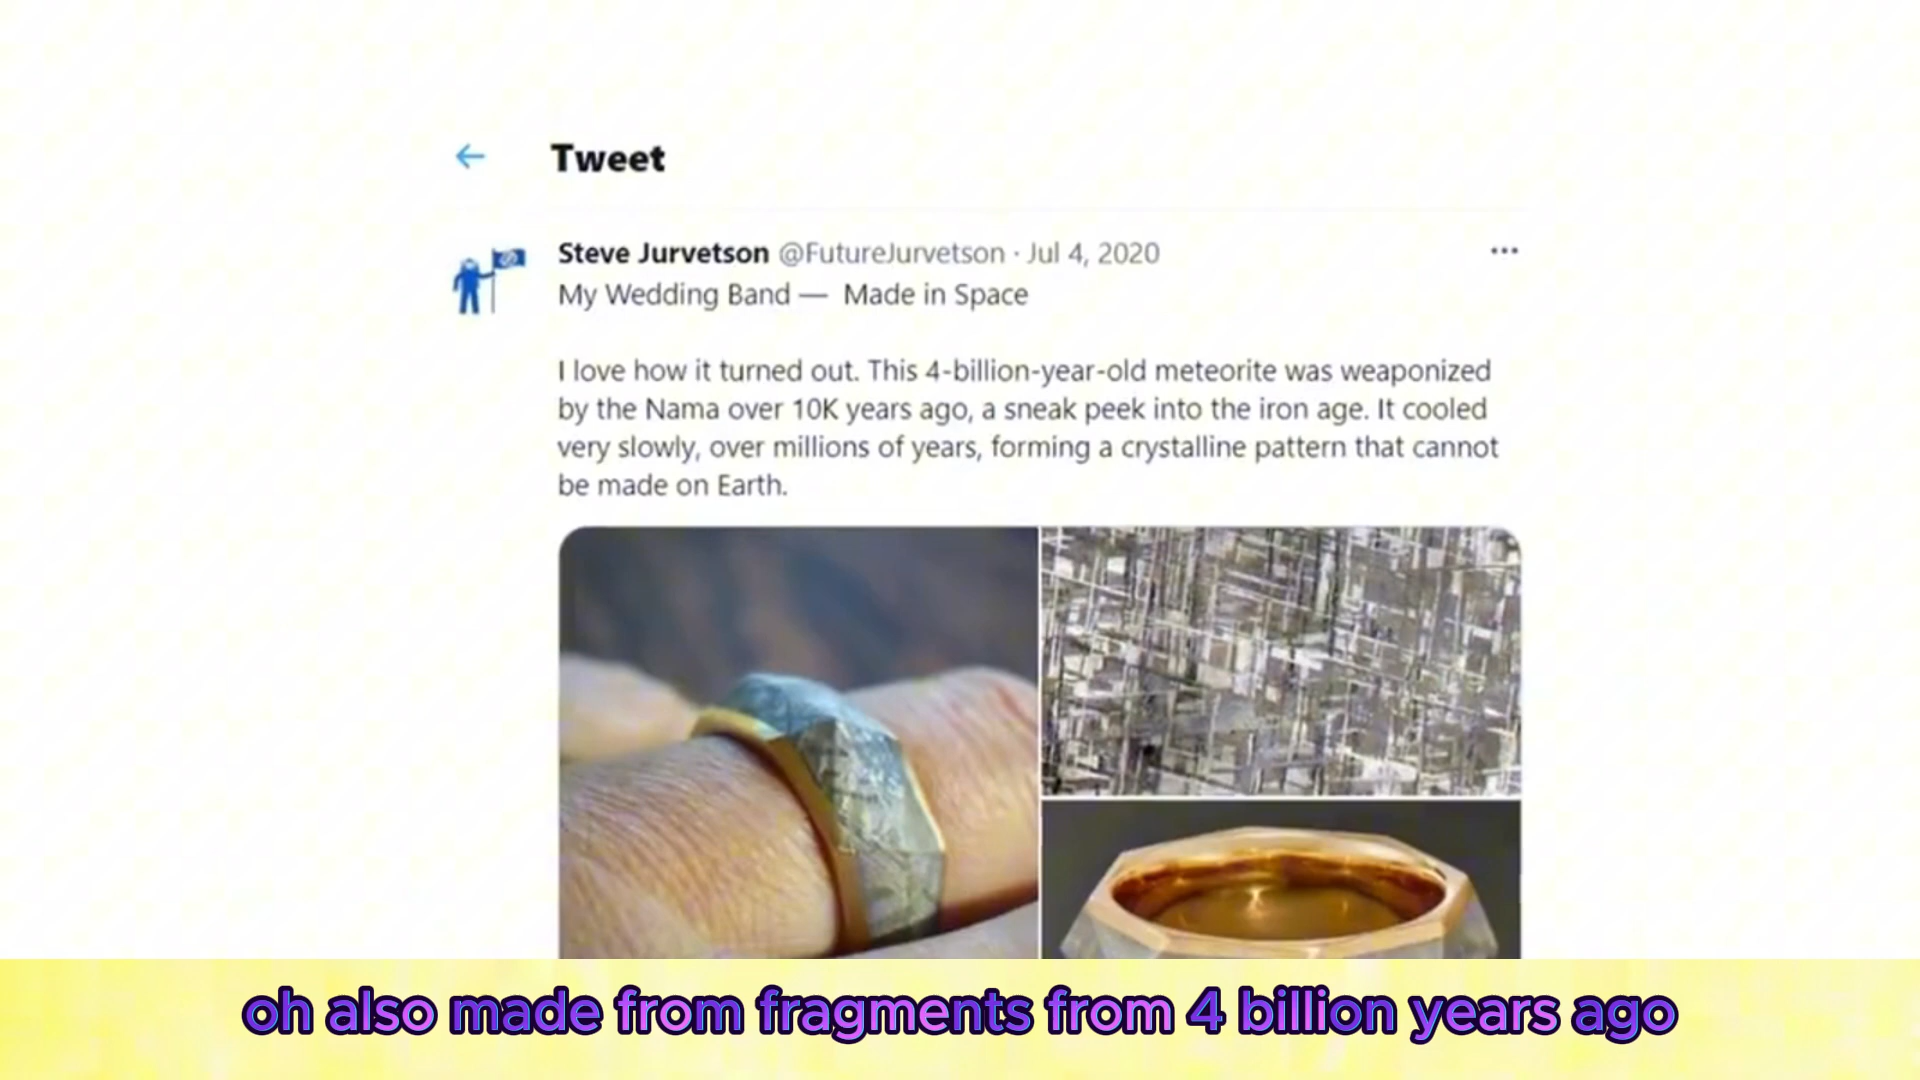 Tweet
Steve Jurvetson @FutureJurvetson · Jul 4, 2020
My Wedding Band — Made in Space
I love how it turned out. This 4-billion-year-old meteorite was weaponized
by the Nama over 10K years ago, a sneak peek into the iron age. It cooled
very slowly, over millions of years, forming a crystalline pattern that cannot
be made on Earth.
oh also made from fragments from 4 billion years ago